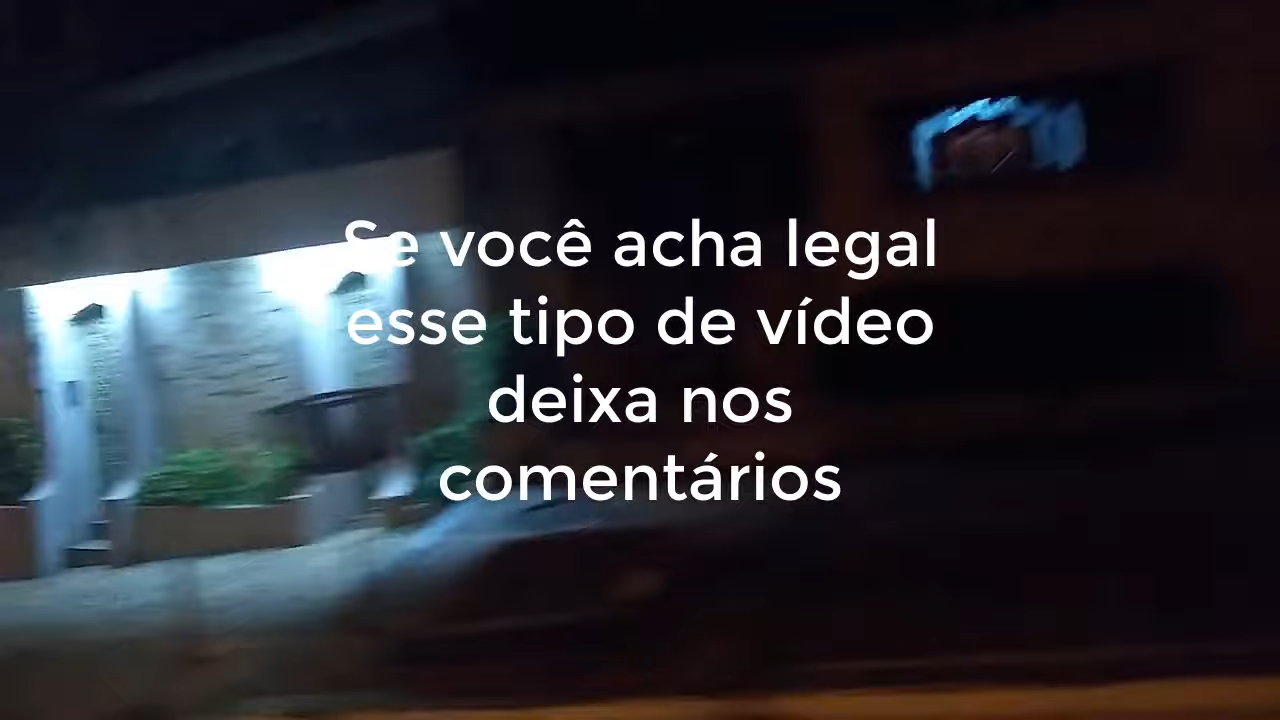 Se você acha legal
esse tipo de vídeo
deixa nos
comentários